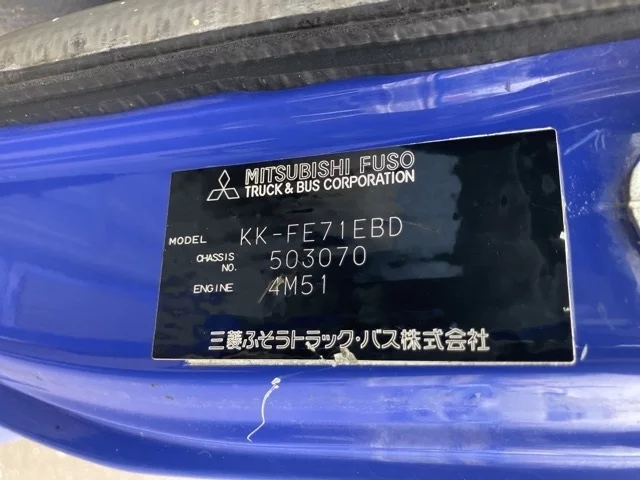 MITSUBISHI FUSO
TRUCK & BUS CORPORATION
MODEL KK-FE71EBD
CHASSIS NO. 503070
ENGINE 4M51
三菱ふそうトラック・バス株式会社